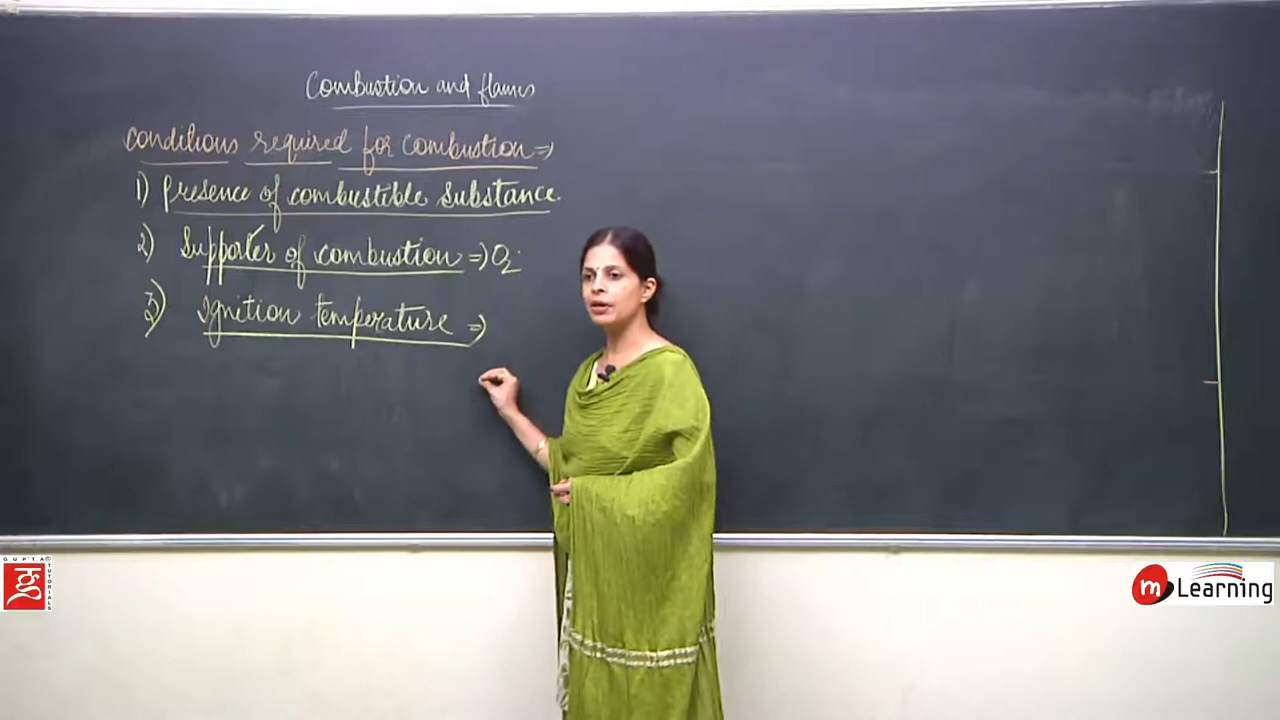 Combustion and flames
Conditions required for combustion ⇒
1) Presence of combustible substance.
2) Supporter of combustion ⇒ O₂
3) Ignition temperature ⇒
GUPTA
TUTORIALS
m Learning